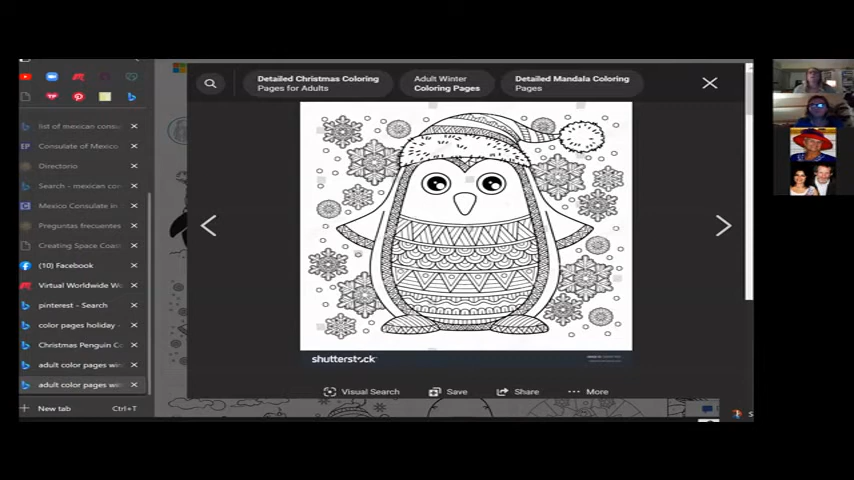 Detailed Christmas Coloring
Pages for Adults
Adult Winter
Coloring Pages
Detailed Mandala Coloring
Pages
list of mexican consu
Consulate of Mexico
Directorio
Search - mexican con
Mexico Consulate in
Preguntas frecuentes
Creating Space Coas
(10) Facebook
Virtual Worldwide Wo
pinterest - Search
color pages holiday -
Christmas Penguin Co
adult color pages win
adult color pages win
New tab
Ctrl+T
shutterstock
Visual Search
Save
Share
More